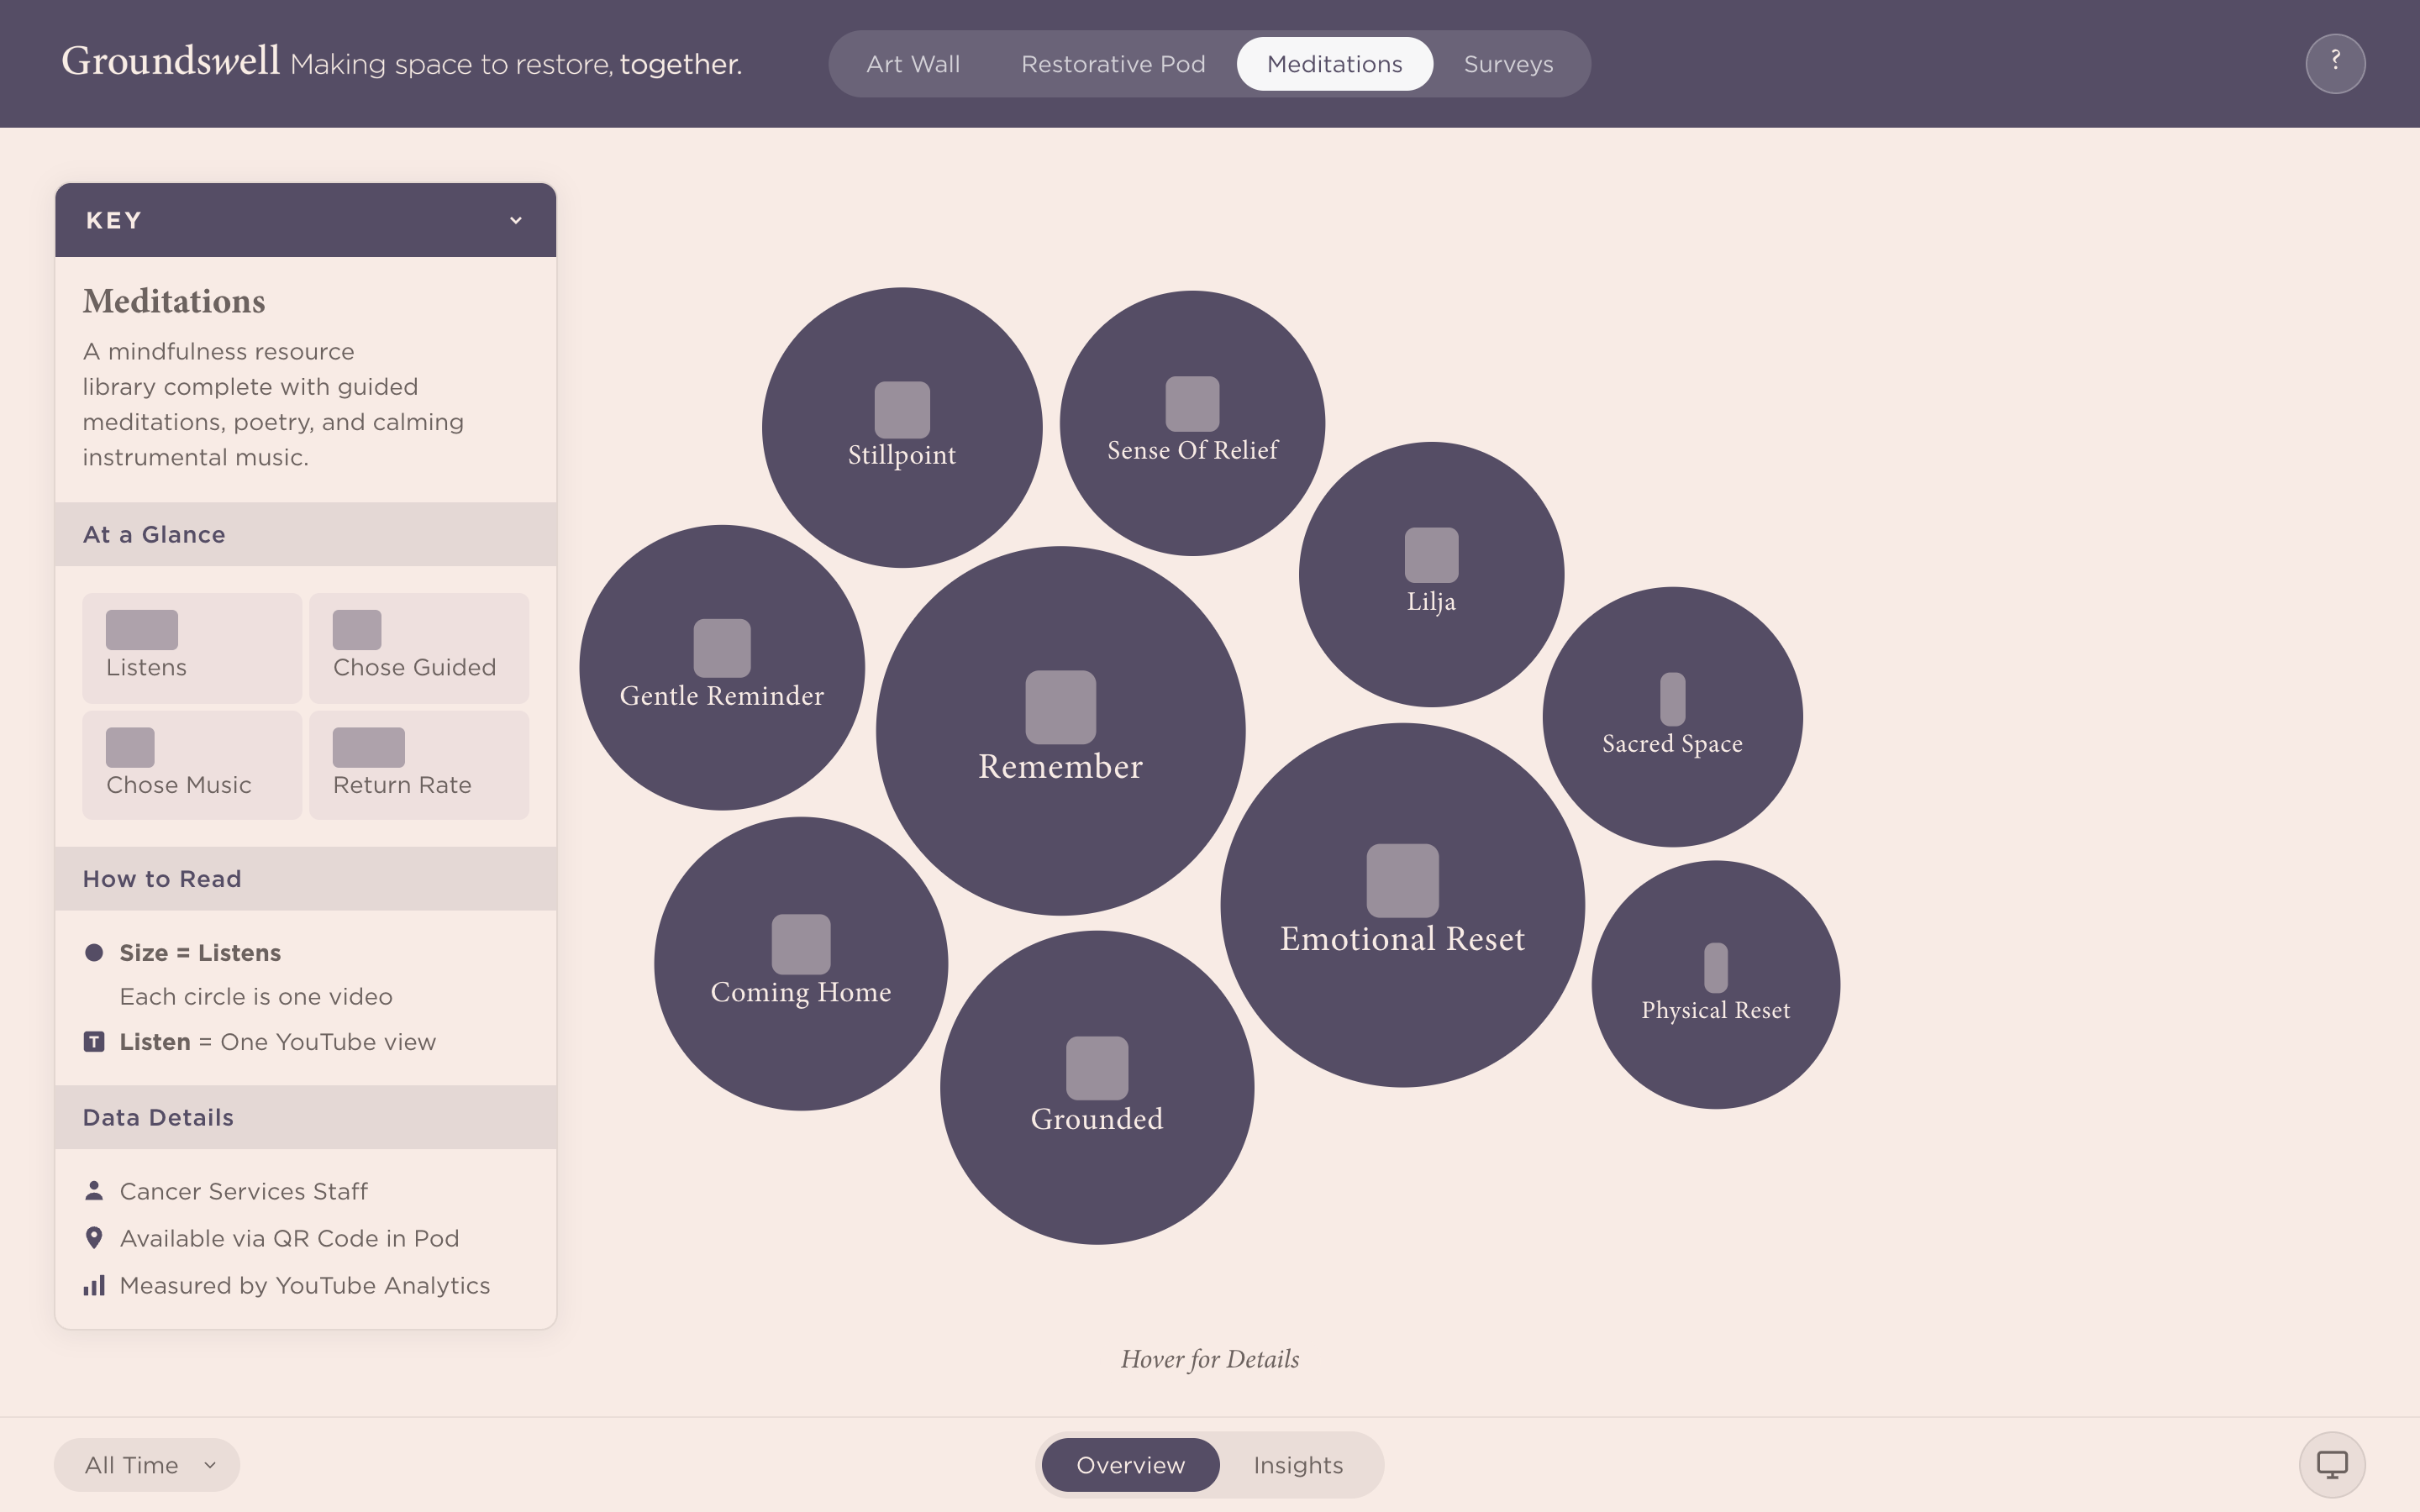 Groundswell Making space to restore, together.
Art Wall
Restorative Pod
Meditations
Surveys
?
KEY
Meditations
A mindfulness resource
library complete with guided
meditations, poetry, and calming
instrumental music.
At a Glance
Listens
Chose Guided
Chose Music
Return Rate
How to Read
Size = Listens
Each circle is one video
T Listen = One YouTube view
Data Details
Cancer Services Staff
Available via QR Code in Pod
Measured by YouTube Analytics
Stillpoint
Sense Of Relief
Lilja
Gentle Reminder
Remember
Sacred Space
Emotional Reset
Coming Home
Physical Reset
Grounded
Hover for Details
All Time
Overview
Insights